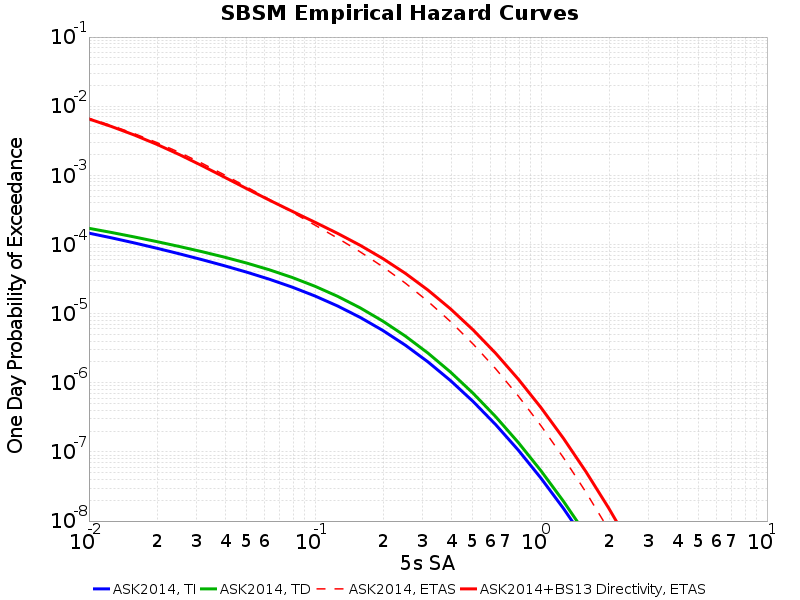 SBSM Empirical Hazard Curves
One Day Probability of Exceedance
10-1
10-2
10-3
10-4
10-5
10-6
10-7
10-8
10-2 2 3 4 5 6 10-1 2 3 4 5 6 7 100 2 3 4 5 6 7 101
5s SA
ASK2014, TI ASK2014, TD ASK2014, ETAS ASK2014+BS13 Directivity, ETAS